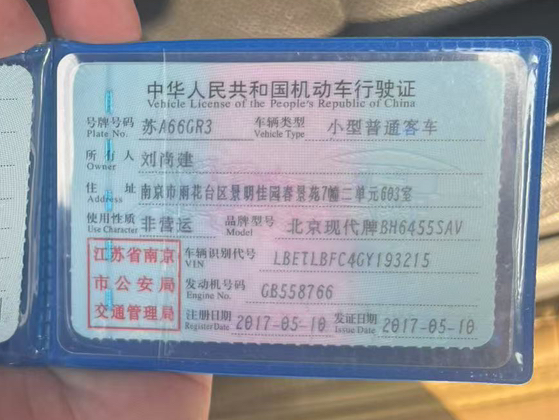 中华人民共和国机动车行驶证
Vehicle License of the People's Republic of China
号牌号码 苏A66GR3 车辆类型 小型普通客车
Plate No. Vehicle Type
所有人 刘尚建
Owner
住址 南京市雨花台区景明佳园春景苑7幢二单元603室
Address
使用性质 非营运 品牌型号 北京现代牌BH6455SAV
Use Character Model
江苏省南京市公安局交通管理局
车辆识别代号 LBETLBFC4GY193215
VIN
发动机号码 GB558766
Engine No.
注册日期 2017-05-10 发证日期 2017-05-10
Register Date Issue Date